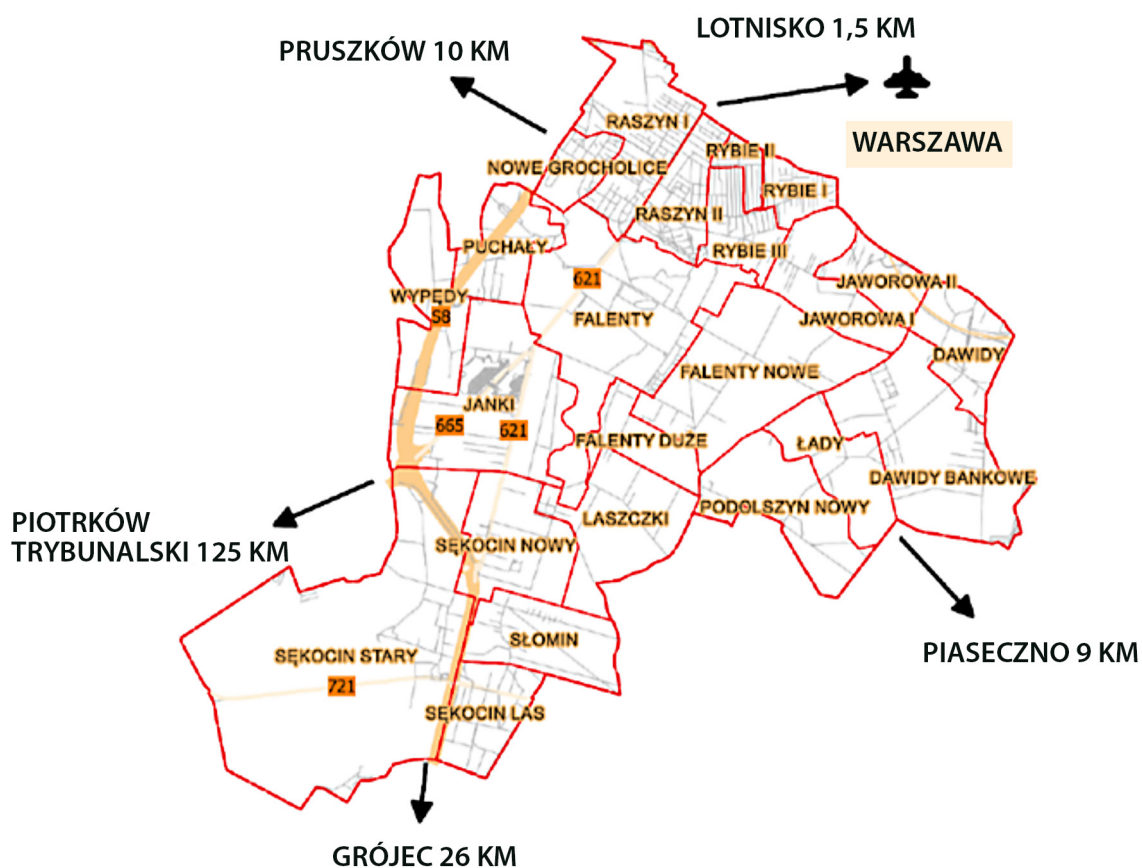 LOTNISKO 1,5 KM
PRUSZKÓW 10 KM
WARSZAWA
RASZYN I
RYBIE II
NOWE GROCHOLICE
RYBIE I
RASZYN II
PUCHAŁY
RYBIE III
621
JAWOROWA II
WYPĘDY
58
FALENTY
JAWOROWA I
DAWIDY
FALENTY NOWE
JANKI
665
621
FALENTY DUŻE
ŁADY
DAWIDY BANKOWE
PODOLSZYN NOWY
LASZCZKI
PIOTRKÓW
TRYBUNALSKI 125 KM
SĘKOCIN NOWY
SŁOMIN
PIASECZNO 9 KM
SĘKOCIN STARY
721
SĘKOCIN LAS
GRÓJEC 26 KM